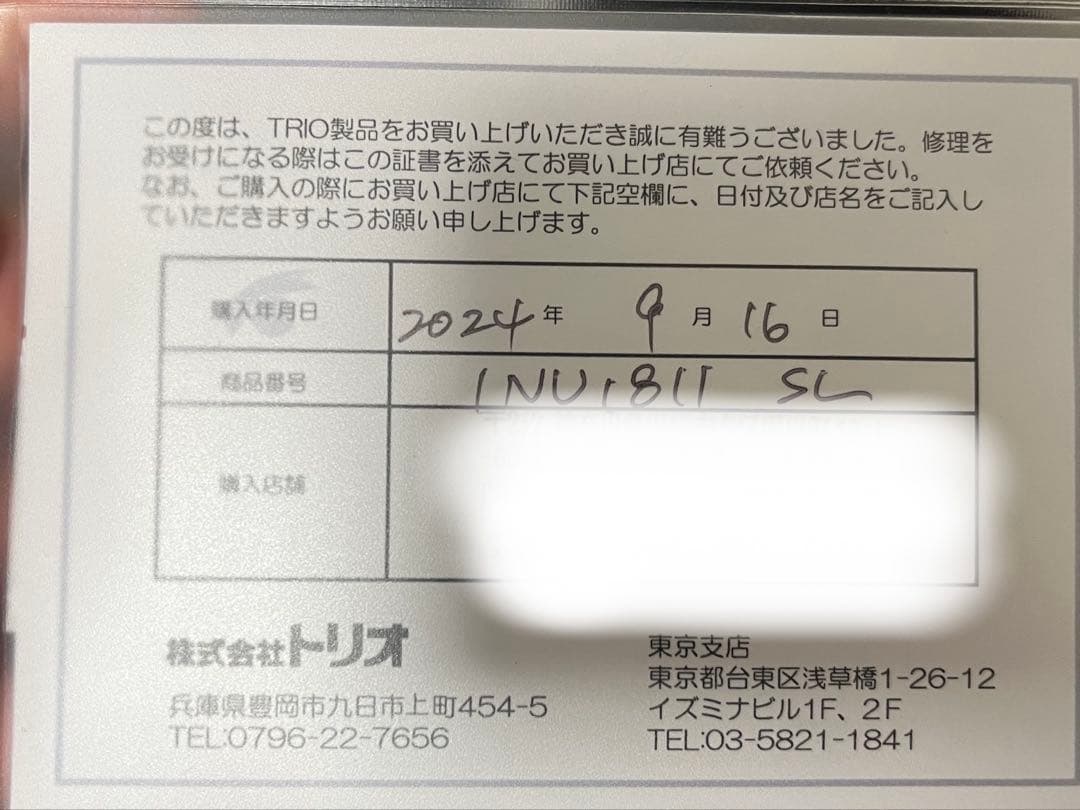 この度は、TRIO製品をお買い上げいただき誠に有難うございました。修理を
お受けになる際はこの証書を添えてお買い上げ店にてご依頼ください。
なお、ご購入の際にお買い上げ店にて下記空欄に、日付及び店名をご記入し
ていただきますようお願い申し上げます。
購入年月日 2024年 9月 16日
商品番号 INU1811 SL
購入店舗
株式会社トリオ
兵庫県豊岡市九日市上町454-5
TEL:0796-22-7656
東京支店
東京都台東区浅草橋1-26-12
イズミナビル1F、2F
TEL:03-5821-1841